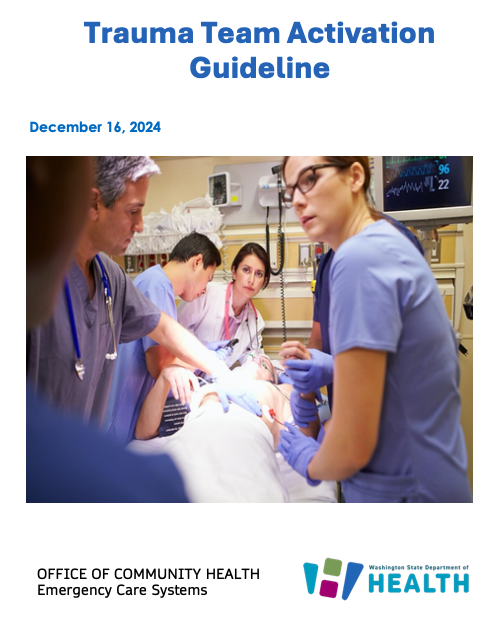 Trauma Team Activation
Guideline
December 16, 2024
96
22
OFFICE OF COMMUNITY HEALTH
Emergency Care Systems
Washington State Department of
HEALTH